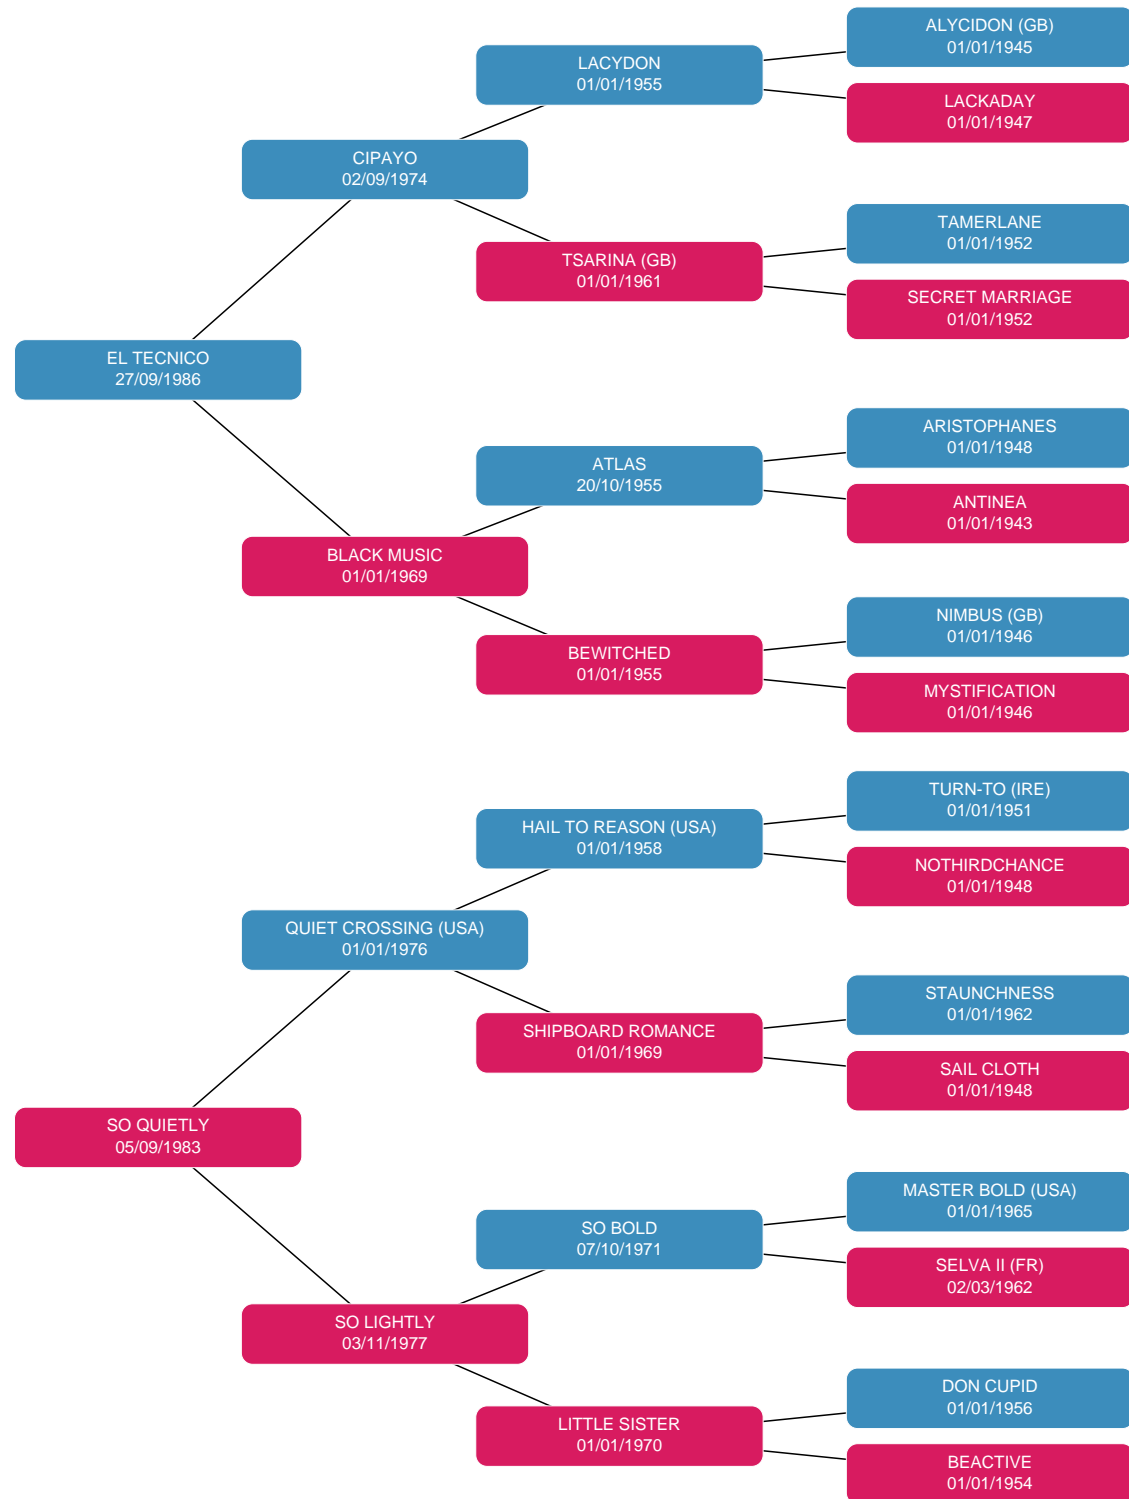 ALYCIDON (GB)
01/01/1945
LACYDON
01/01/1955
LACKADAY
01/01/1947
CIPAYO
02/09/1974
TAMERLANE
01/01/1952
TSARINA (GB)
01/01/1961
SECRET MARRIAGE
01/01/1952
EL TECNICO
27/09/1986
ARISTOPHANES
01/01/1948
ATLAS
20/10/1955
ANTINEA
01/01/1943
BLACK MUSIC
01/01/1969
NIMBUS (GB)
01/01/1946
BEWITCHED
01/01/1955
MYSTIFICATION
01/01/1946
TURN-TO (IRE)
01/01/1951
HAIL TO REASON (USA)
01/01/1958
NOTHIRDCHANCE
01/01/1948
QUIET CROSSING (USA)
01/01/1976
STAUNCHNESS
01/01/1962
SHIPBOARD ROMANCE
01/01/1969
SAIL CLOTH
01/01/1948
SO QUIETLY
05/09/1983
MASTER BOLD (USA)
01/01/1965
SO BOLD
07/10/1971
SELVA II (FR)
02/03/1962
SO LIGHTLY
03/11/1977
DON CUPID
01/01/1956
LITTLE SISTER
01/01/1970
BEACTIVE
01/01/1954